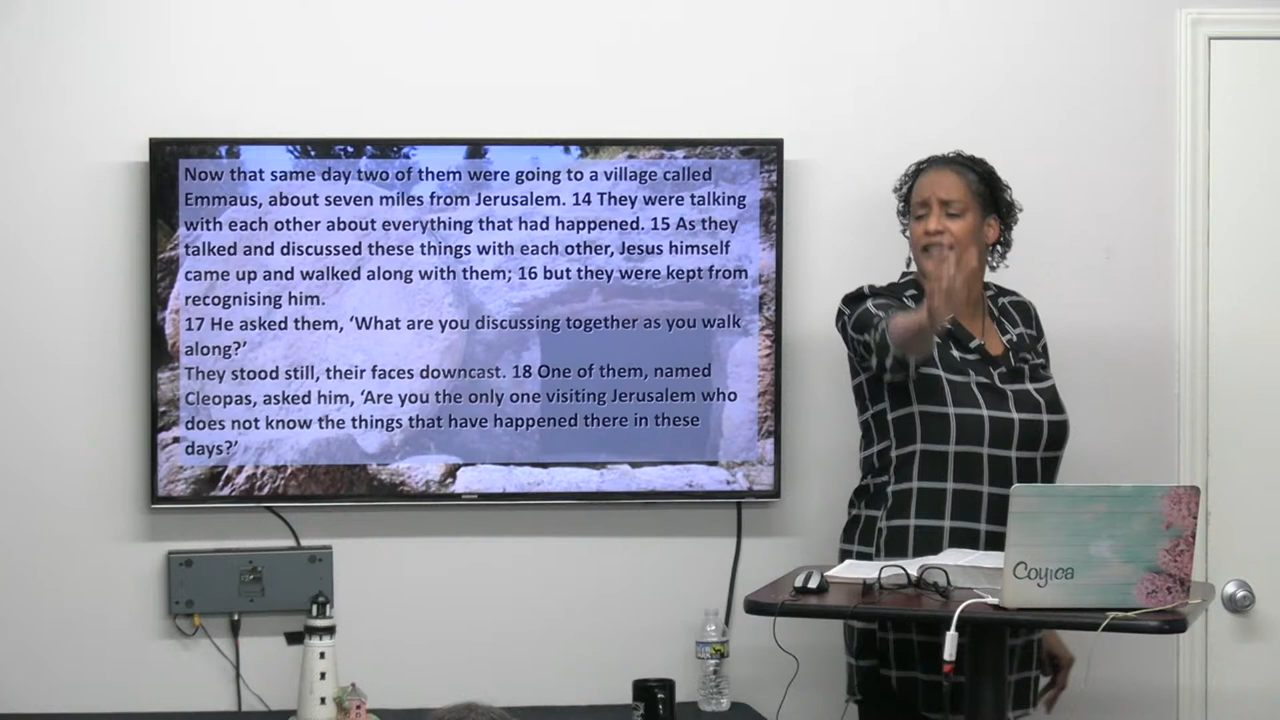 Now that same day two of them were going to a village called
Emmaus, about seven miles from Jerusalem. 14 They were talking
with each other about everything that had happened. 15 As they
talked and discussed these things with each other, Jesus himself
came up and walked along with them; 16 but they were kept from
recognising him.
17 He asked them, ‘What are you discussing together as you walk
along?’
They stood still, their faces downcast. 18 One of them, named
Cleopas, asked him, ‘Are you the only one visiting Jerusalem who
does not know the things that have happened there in these
days?’
Coyica